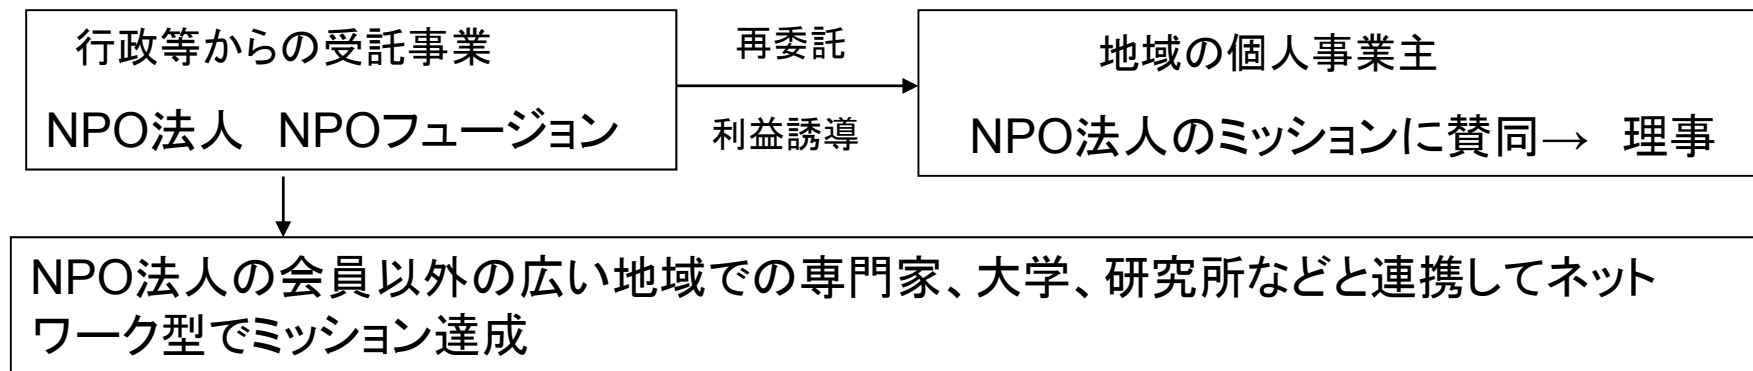 行政等からの受託事業
NPO法人　NPOフュージョン
再委託
利益誘導
地域の個人事業主
NPO法人のミッションに賛同→　理事
NPO法人の会員以外の広い地域での専門家、大学、研究所などと連携してネット
ワーク型でミッション達成